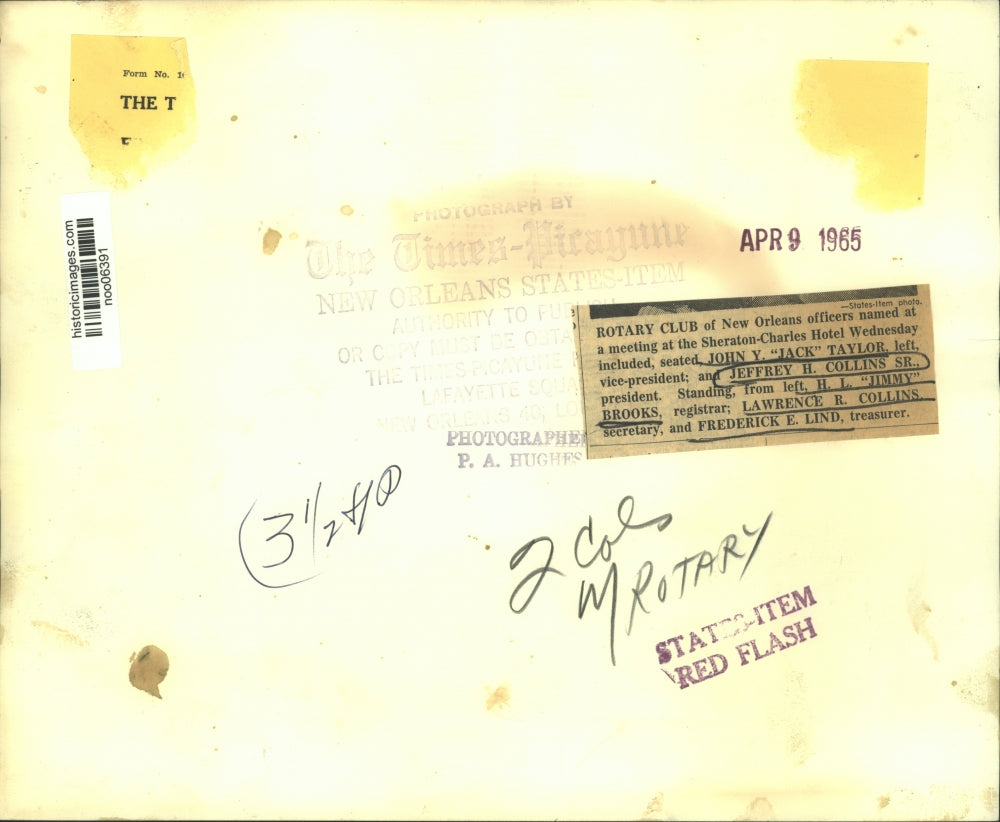 Form No.
THE T
historicimages.com
noo06391
PHOTOGRAPH BY
The Times-Picayune
NEW ORLEANS STATES-ITEM
AUTHORITY TO PUBLISH
OR COPY MUST BE OBTA
THE TIMES-PICAYUNE
LAFAYETTE SQUA
NEW ORLEANS 40, LO
PHOTOGRAPHE
P. A. HUGHES
APR 9 1965
—States-Item photo.
ROTARY CLUB of New Orleans officers named at
a meeting at the Sheraton-Charles Hotel Wednesday
included, seated, JOHN Y. "JACK" TAYLOR, left,
vice-president; and JEFFREY H. COLLINS SR.,
president. Standing, from left, H. L. "JIMMY"
BROOKS, registrar; LAWRENCE R. COLLINS,
secretary, and FREDERICK E. LIND, treasurer.
3 1/2
2 Cols
ROTARY
STATES-ITEM
RED FLASH